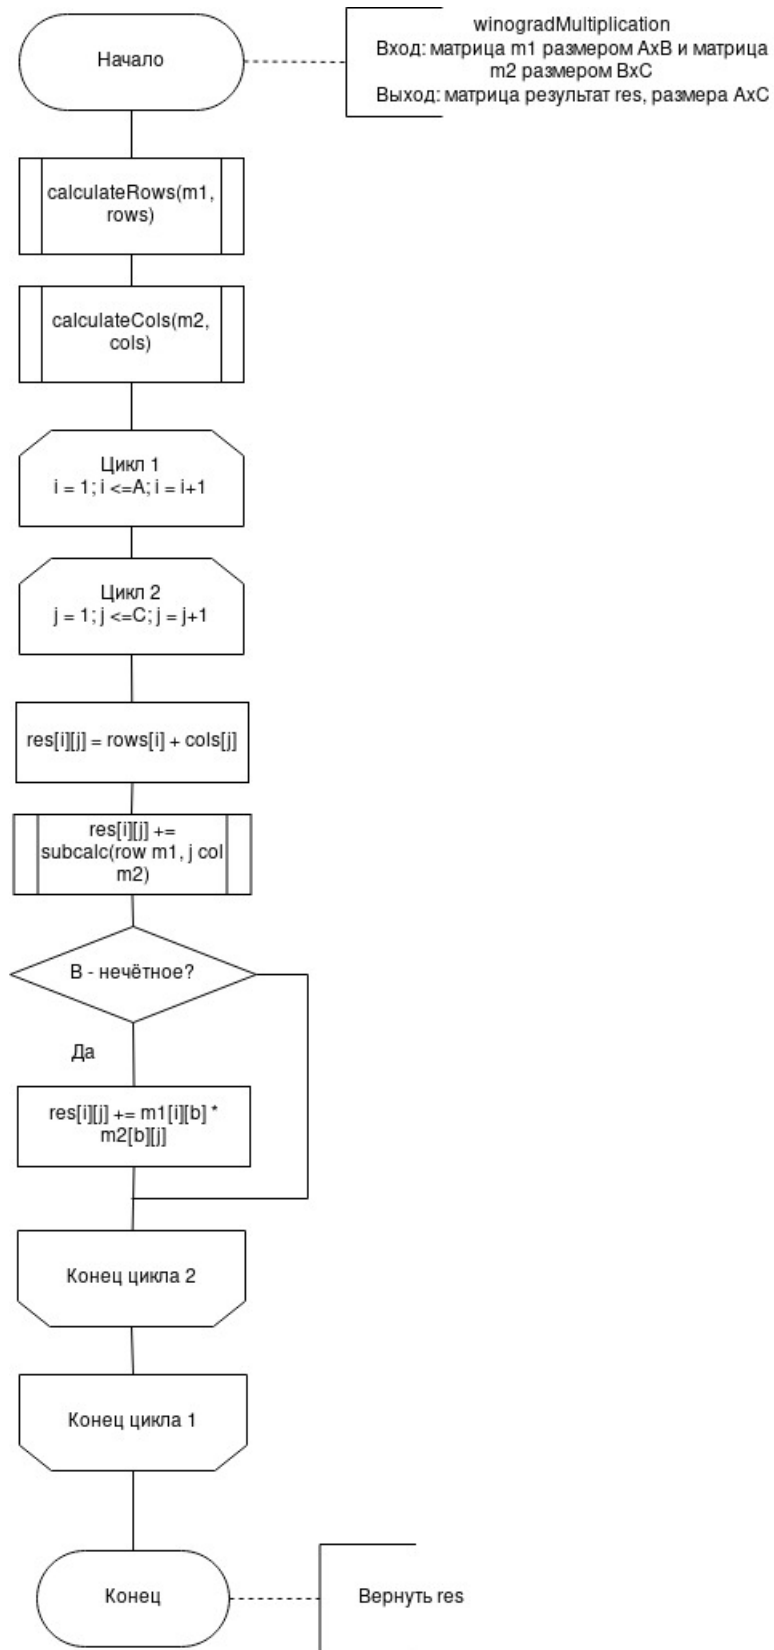 Начало
winogradMultiplication
Вход: матрица m1 размером AxB и матрица
m2 размером BxC
Выход: матрица результат res, размера AxC
calculateRows(m1,
rows)
calculateCols(m2,
cols)
Цикл 1
i = 1; i <=A; i = i+1
Цикл 2
j = 1; j <=C; j = j+1
res[i][j] = rows[i] + cols[j]
res[i][j] +=
subcalc(row m1, j col
m2)
B - нечётное?
Да
res[i][j] += m1[i][b] *
m2[b][j]
Конец цикла 2
Конец цикла 1
Конец
Вернуть res